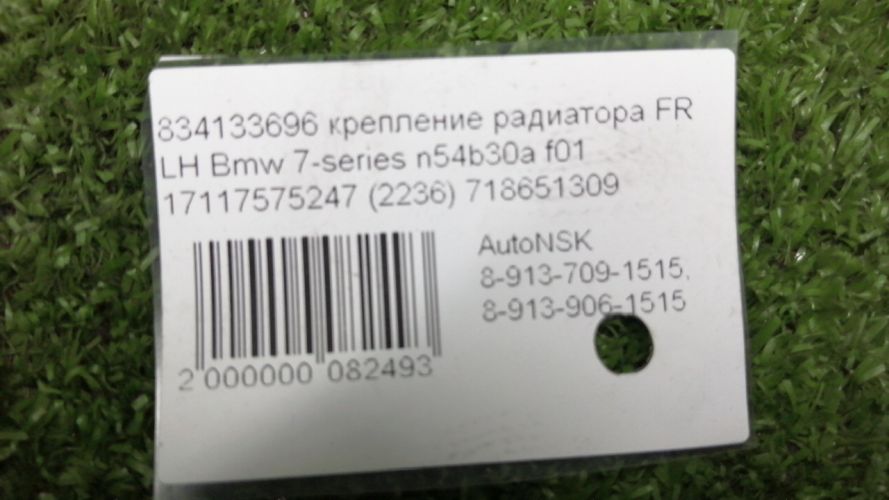 834133696 крепление радиатора FR
LH Bmw 7-series n54b30a f01
17117575247 (2236) 718651309
AutoNSK
8-913-709-1515,
8-913-906-1515
2 000000 082493